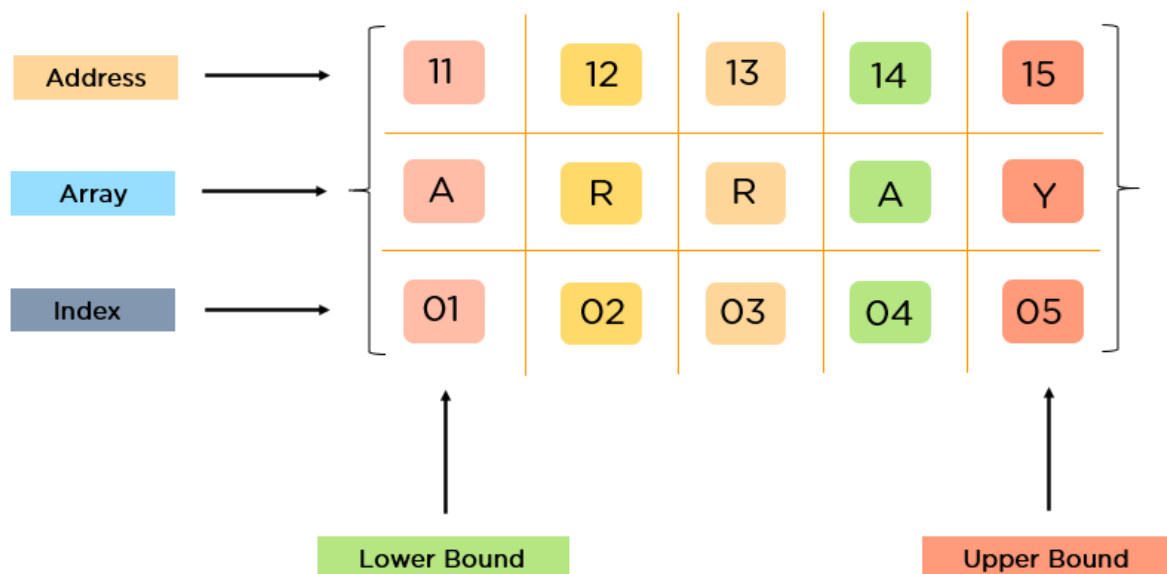 Address 11 12 13 14 15
Array A R R A Y
Index 01 02 03 04 05
Lower Bound Upper Bound